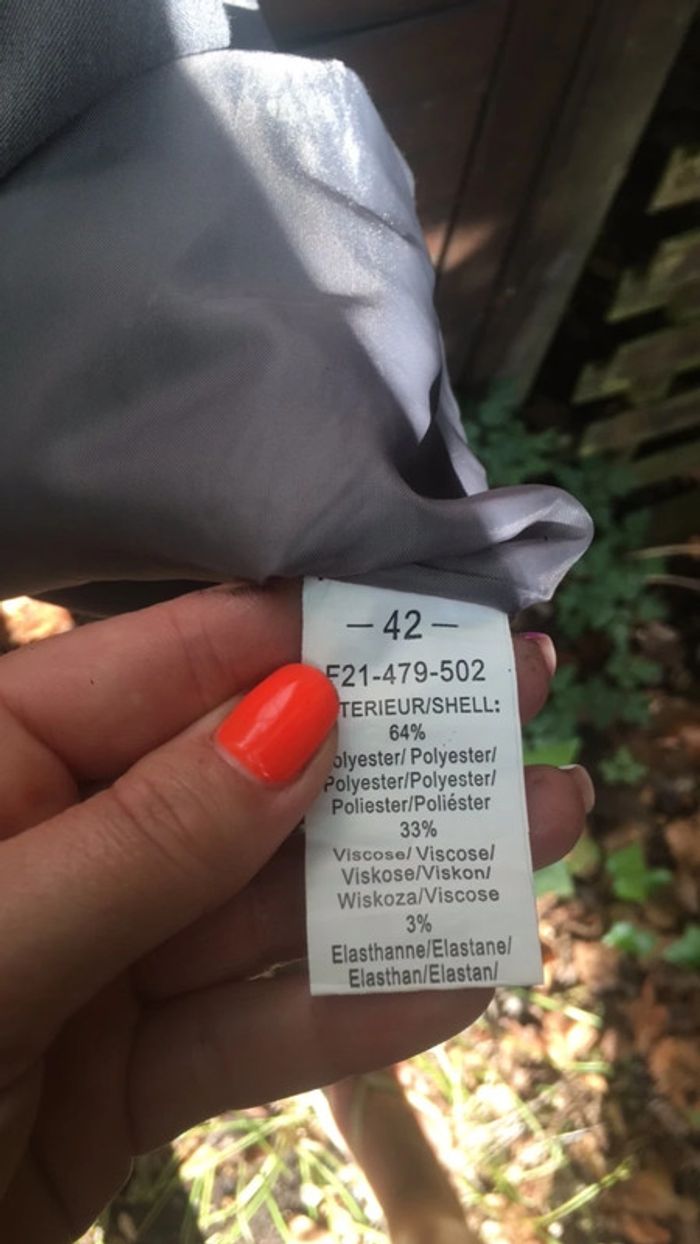 — 42 —
F21-479-502
TERIEUR/SHELL:
64%
olyester/ Polyester/
Polyester/Polyester/
Poliester/Poliéster
33%
Viscose/ Viscose/
Viskose/Viskon/
Wiskoza/Viscose
3%
Elasthanne/Elastane/
Elasthan/Elastan/